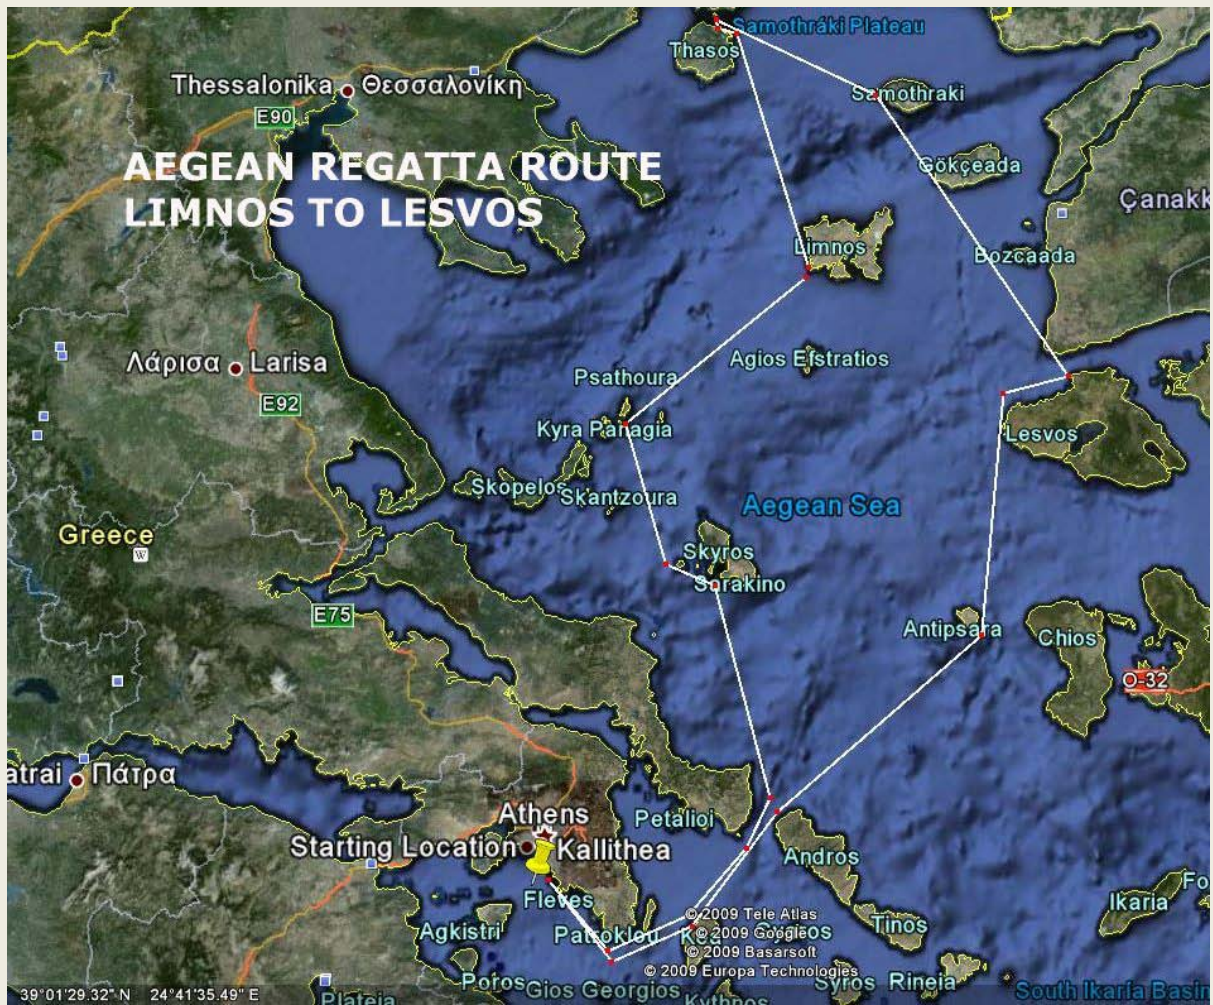 Samothráki Plateau
Thasos
Thessalonika Θεσσαλονίκη
Samothraki
E90
AEGEAN REGATTA ROUTE
LIMNOS TO LESVOS
Gökçeada
Çanakk
Limnos
Bozcaada
Λάρισα Larisa
Agios Efstratios
Psathoura
E92
Kyra Panagia
Lesvos
Skopelos
Skantzoura
Aegean Sea
Greece
W
Skyros
Sarakino
E75
Antipsara
Chios
O-32
atrai Πάτρα
Athens
Petalioi
Starting Location Kallithea
Andros
Fleves
Fo
Ikaria
© 2009 Tele Atlas
Agkistri
Patroklou
Kea
© 2009 Google
Tinos
© 2009 Basarsoft
© 2009 Europa Technologies
Poros
Gios Georgios
Syros
Rineia
39°01'29.32" N 24°41'35.49" E
Plateia
Kythnos
South Ikaria Basin